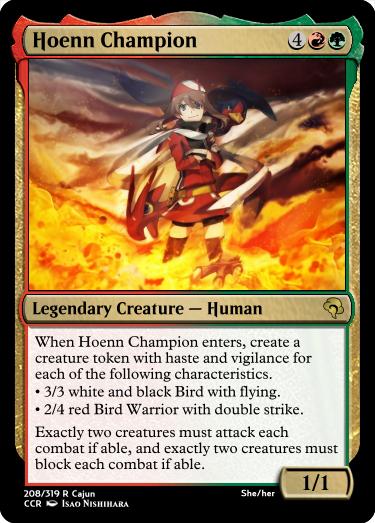 Hoenn Champion 4
Legendary Creature — Human
When Hoenn Champion enters, create a
creature token with haste and vigilance for
each of the following characteristics.
• 3/3 white and black Bird with flying.
• 2/4 red Bird Warrior with double strike.
Exactly two creatures must attack each
combat if able, and exactly two creatures must
block each combat if able.
1/1
208/319 R Cajun She/her
CCR Isao Nishihara